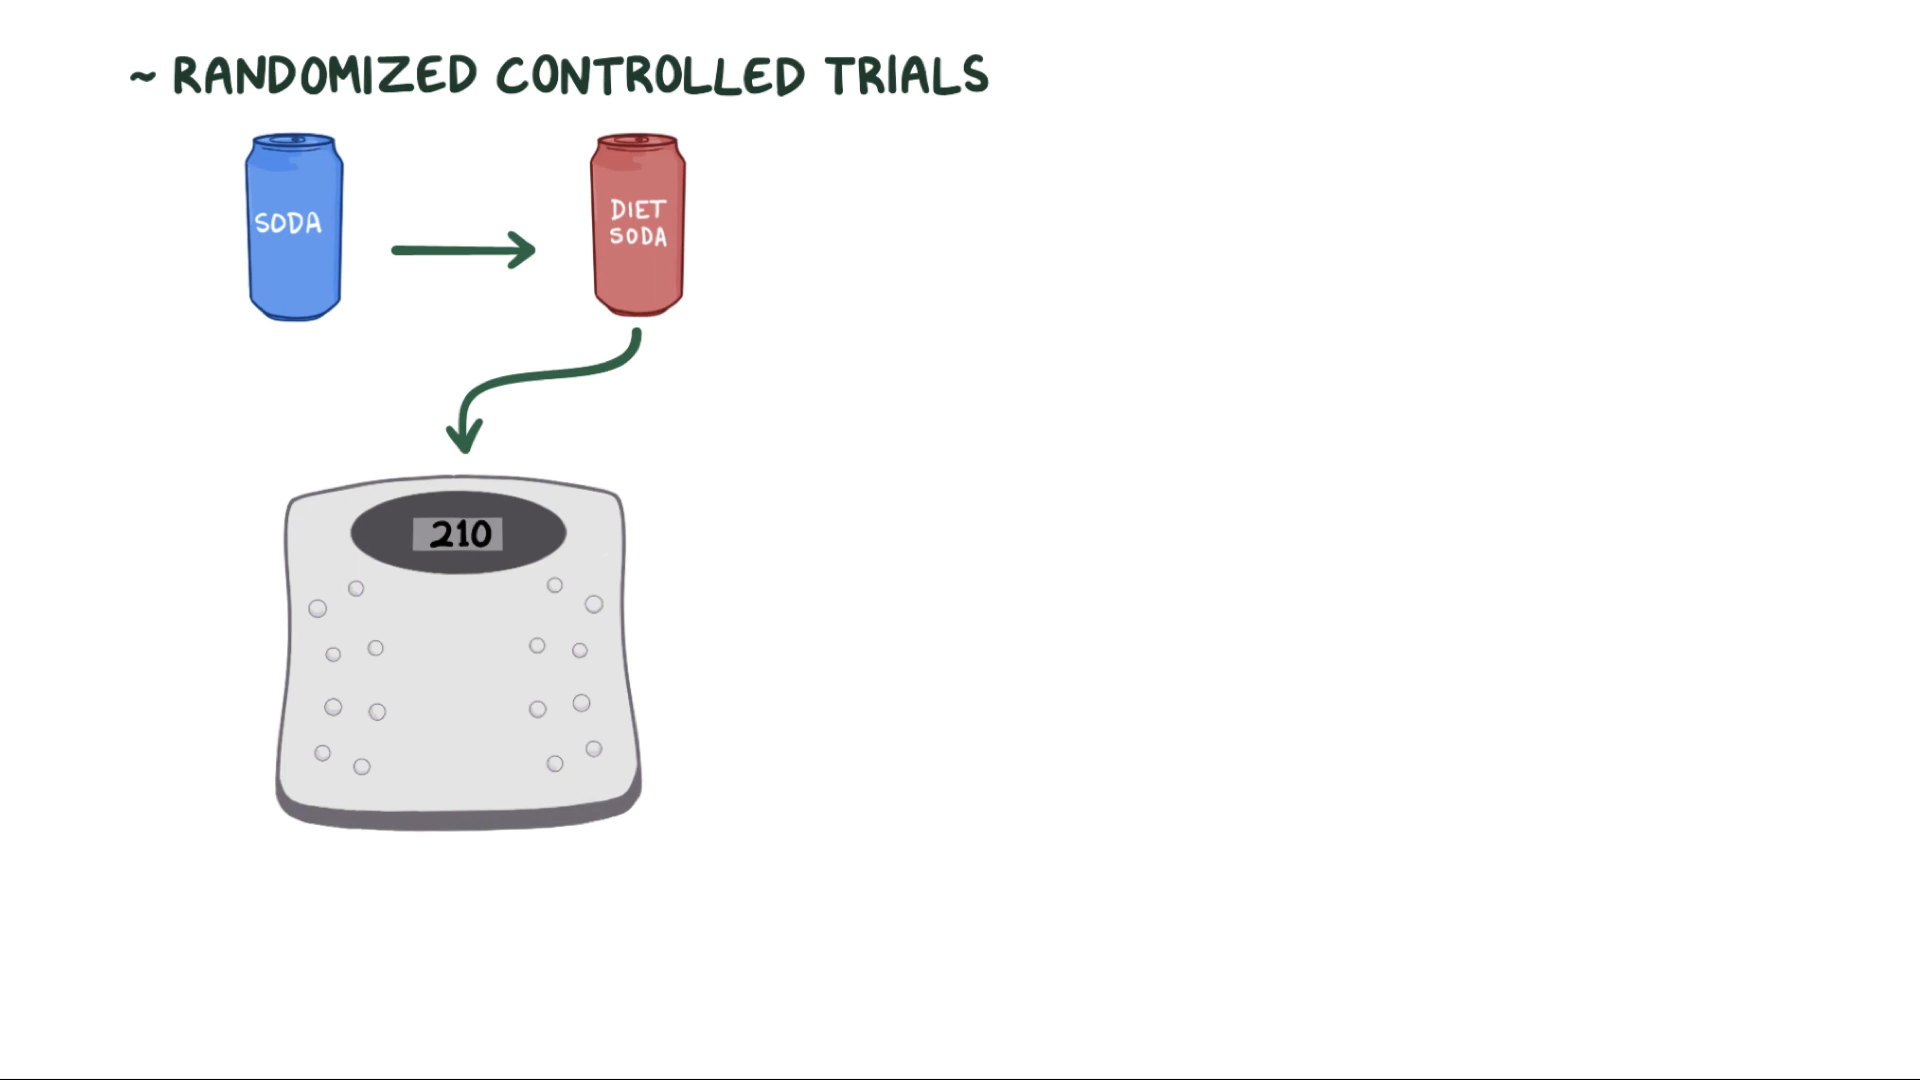 ~ RANDOMIZED CONTROLLED TRIALS
SODA
DIET
SODA
210